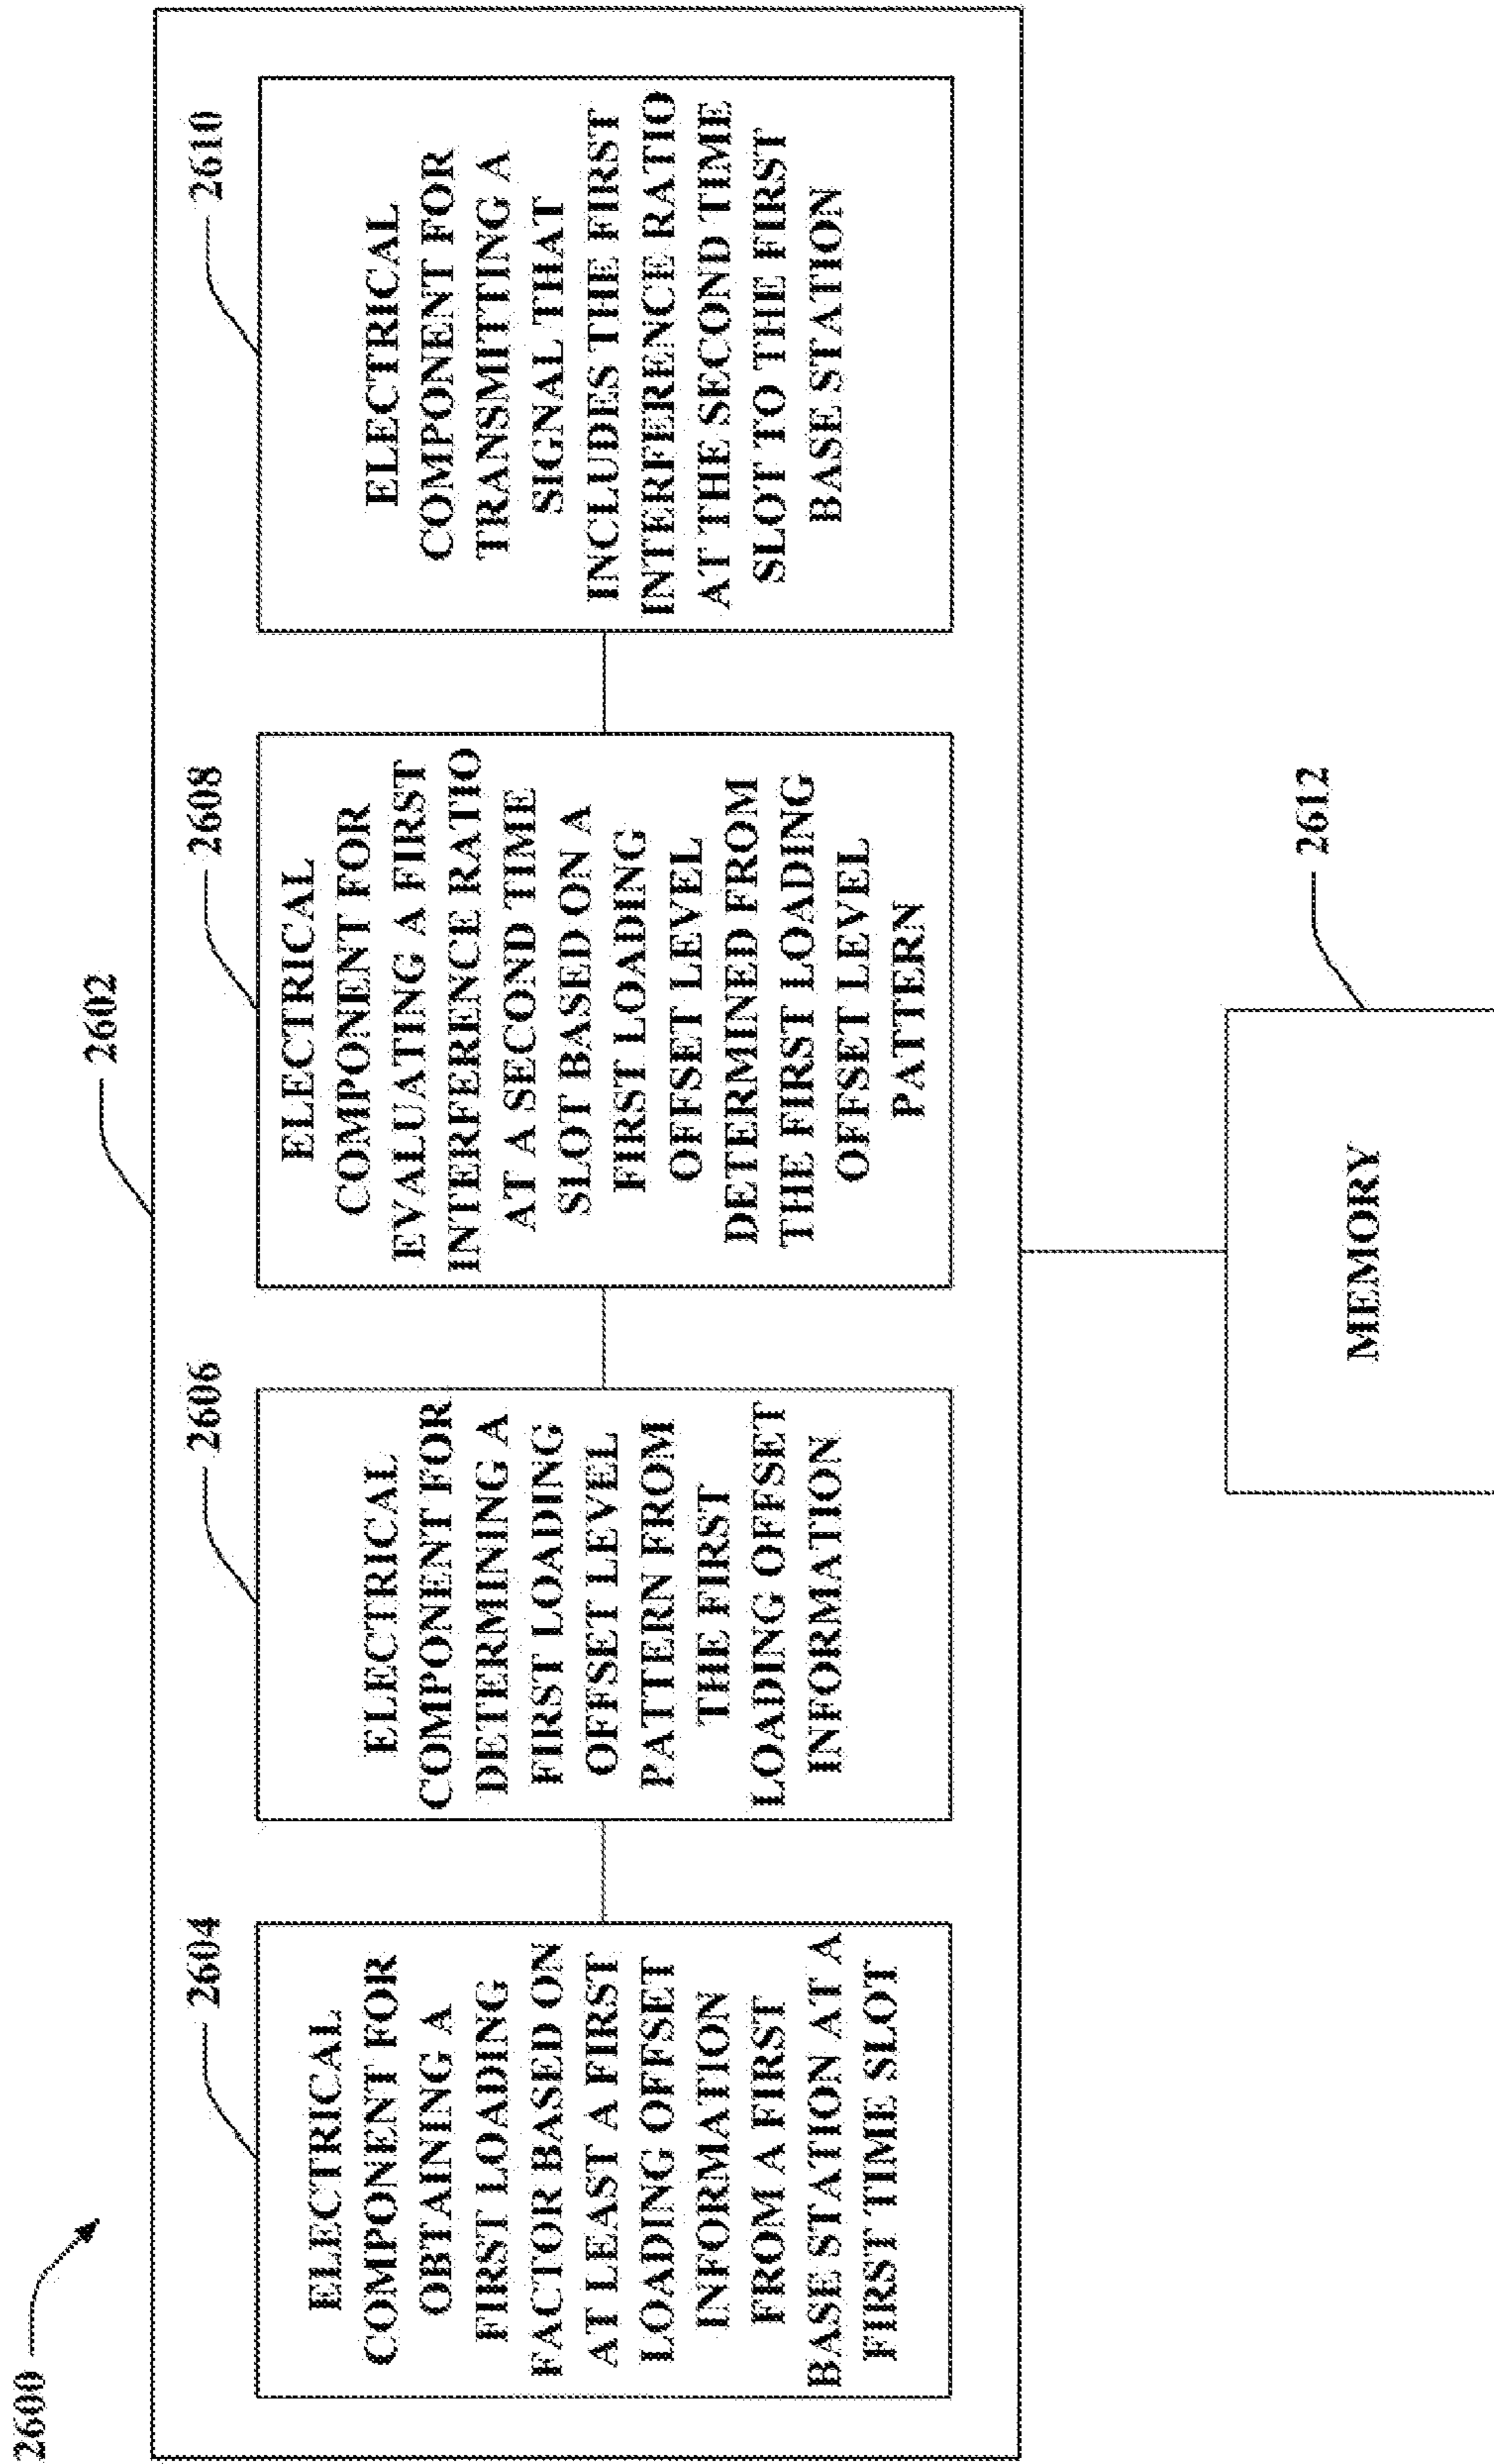 2600
2602
2604
ELECTRICAL
COMPONENT FOR
OBTAINING A
FIRST LOADING
FACTOR BASED ON
AT LEAST A FIRST
LOADING OFFSET
INFORMATION
FROM A FIRST
BASE STATION AT A
FIRST TIME SLOT
2606
ELECTRICAL
COMPONENT FOR
DETERMINING A
FIRST LOADING
OFFSET LEVEL
PATTERN FROM
THE FIRST
LOADING OFFSET
INFORMATION
2608
ELECTRICAL
COMPONENT FOR
EVALUATING A FIRST
INTERFERENCE RATIO
AT A SECOND TIME
SLOT BASED ON A
FIRST LOADING
OFFSET LEVEL
DETERMINED FROM
THE FIRST LOADING
OFFSET LEVEL
PATTERN
2610
ELECTRICAL
COMPONENT FOR
TRANSMITTING A
SIGNAL THAT
INCLUDES THE FIRST
INTERFERENCE RATIO
AT THE SECOND TIME
SLOT TO THE FIRST
BASE STATION
2612
MEMORY